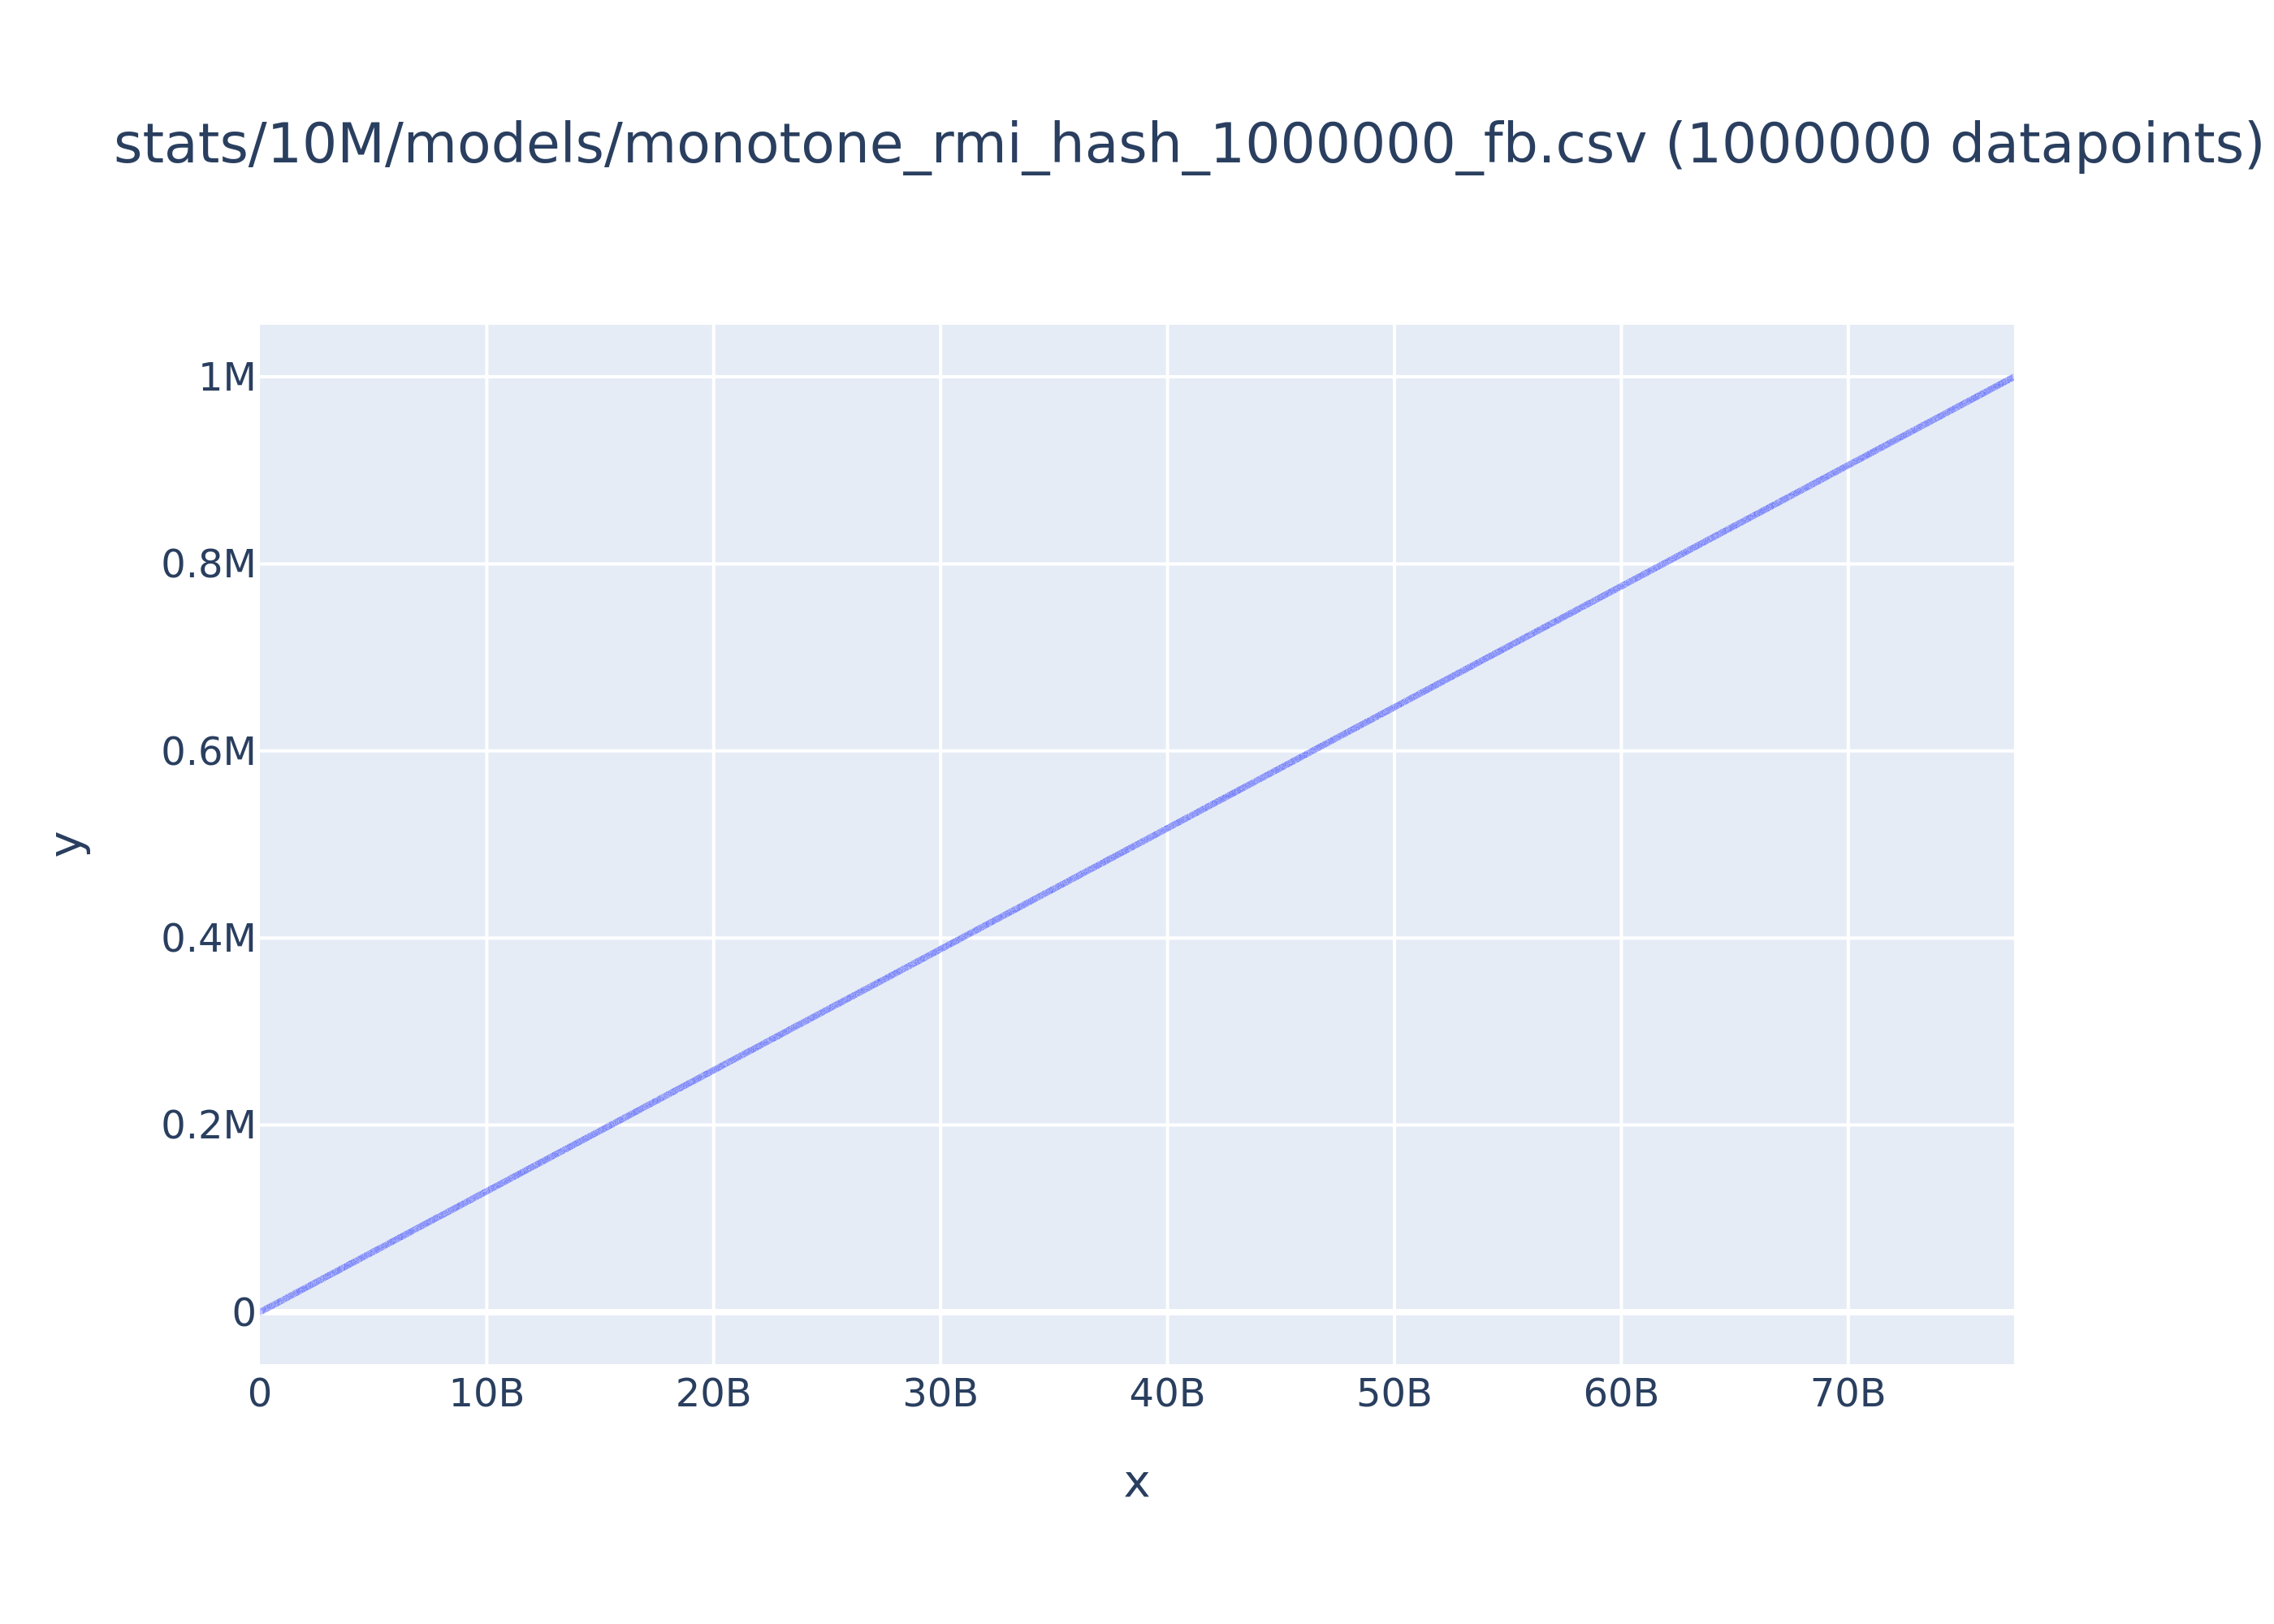 stats/10M/models/monotone_rmi_hash_1000000_fb.csv (1000000 datapoints)
1M
0.8M
0.6M
0.4M
0.2M
0
y
0 10B 20B 30B 40B 50B 60B 70B
x